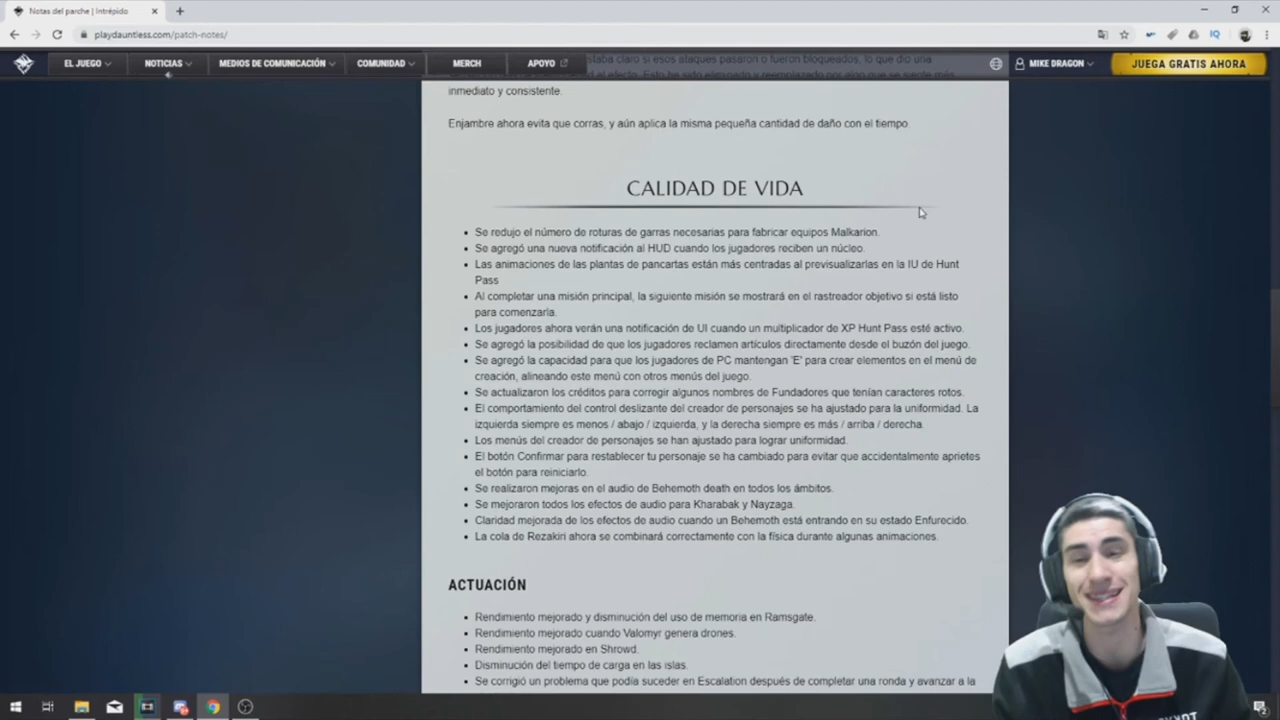 Notas del parche | Intrépido
playdauntless.com/patch-notes/
EL JUEGO
NOTICIAS
MEDIOS DE COMUNICACIÓN
COMUNIDAD
MERCH
APOYO
MIKE DRAGON
JUEGA GRATIS AHORA
inmediato y consistente.
Enjambre ahora evita que corras, y aún aplica la misma pequeña cantidad de daño con el tiempo.
CALIDAD DE VIDA
Se redujo el número de roturas de garras necesarias para fabricar equipos Malkarion.
Se agregó una nueva notificación al HUD cuando los jugadores reciben un núcleo.
Las animaciones de las plantas de pancartas están más centradas al previsualizarlas en la IU de Hunt
Pass
Al completar una misión principal, la siguiente misión se mostrará en el rastreador objetivo si está listo
para comenzarla.
Los jugadores ahora verán una notificación de UI cuando un multiplicador de XP Hunt Pass esté activo.
Se agregó la posibilidad de que los jugadores reclamen artículos directamente desde el buzón del juego.
Se agregó la capacidad para que los jugadores de PC mantengan 'E' para crear elementos en el menú de
creación, alineando este menú con otros menús del juego.
Se actualizaron los créditos para corregir algunos nombres de Fundadores que tenían caracteres rotos.
El comportamiento del control deslizante del creador de personajes se ha ajustado para la uniformidad. La
izquierda siempre es menos / abajo / izquierda, y la derecha siempre es más / arriba / derecha.
Los menús del creador de personajes se han ajustado para lograr uniformidad.
El botón Confirmar para restablecer tu personaje se ha cambiado para evitar que accidentalmente aprietes
el botón para reiniciarlo.
Se realizaron mejoras en el audio de Behemoth death en todos los ámbitos.
Se mejoraron todos los efectos de audio para Kharabak y Nayzaga.
Claridad mejorada de los efectos de audio cuando un Behemoth está entrando en su estado Enfurecido.
La cola de Rezakiri ahora se combinará correctamente con la física durante algunas animaciones.
ACTUACIÓN
Rendimiento mejorado y disminución del uso de memoria en Ramsgate.
Rendimiento mejorado cuando Valomyr genera drones.
Rendimiento mejorado en Shrowd.
Disminución del tiempo de carga en las islas.
Se corrigió un problema que podía suceder en Escalation después de completar una ronda y avanzar a la